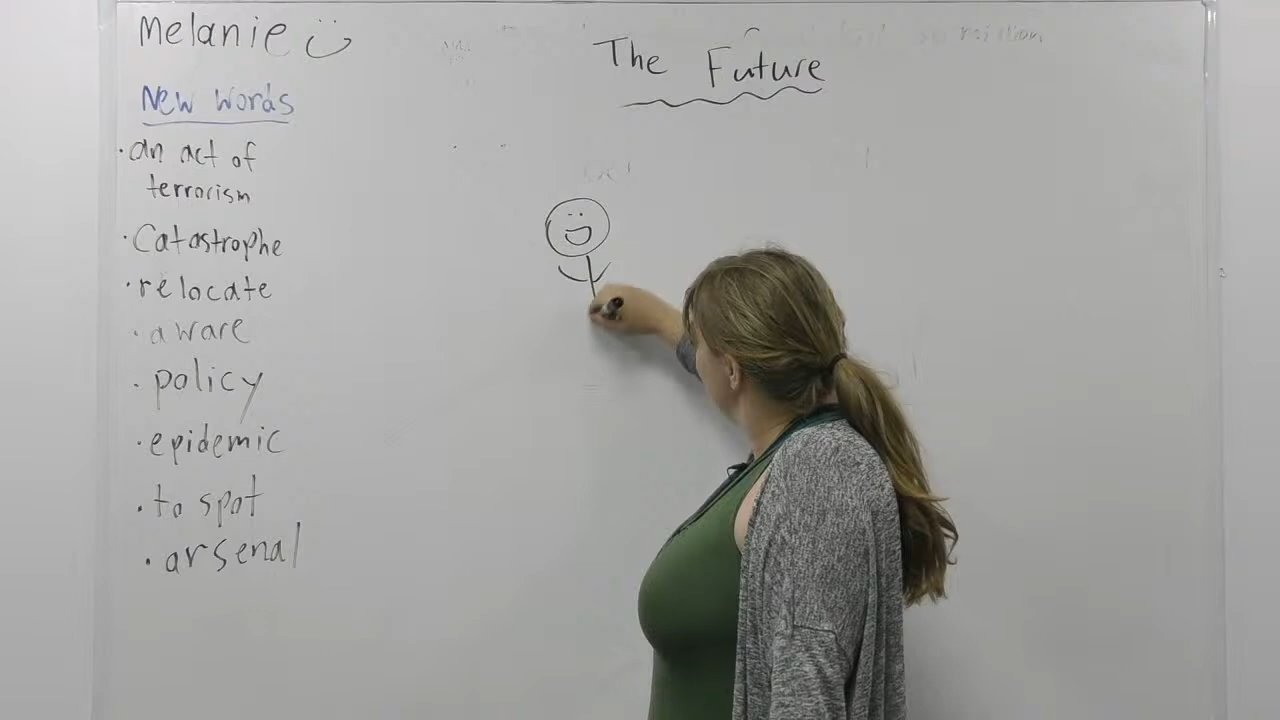 Melanie
The Future
New Words
· an act of
terrorism
· Catastrophe
· relocate
· aware
· policy
· epidemic
· to spot
· arsenal